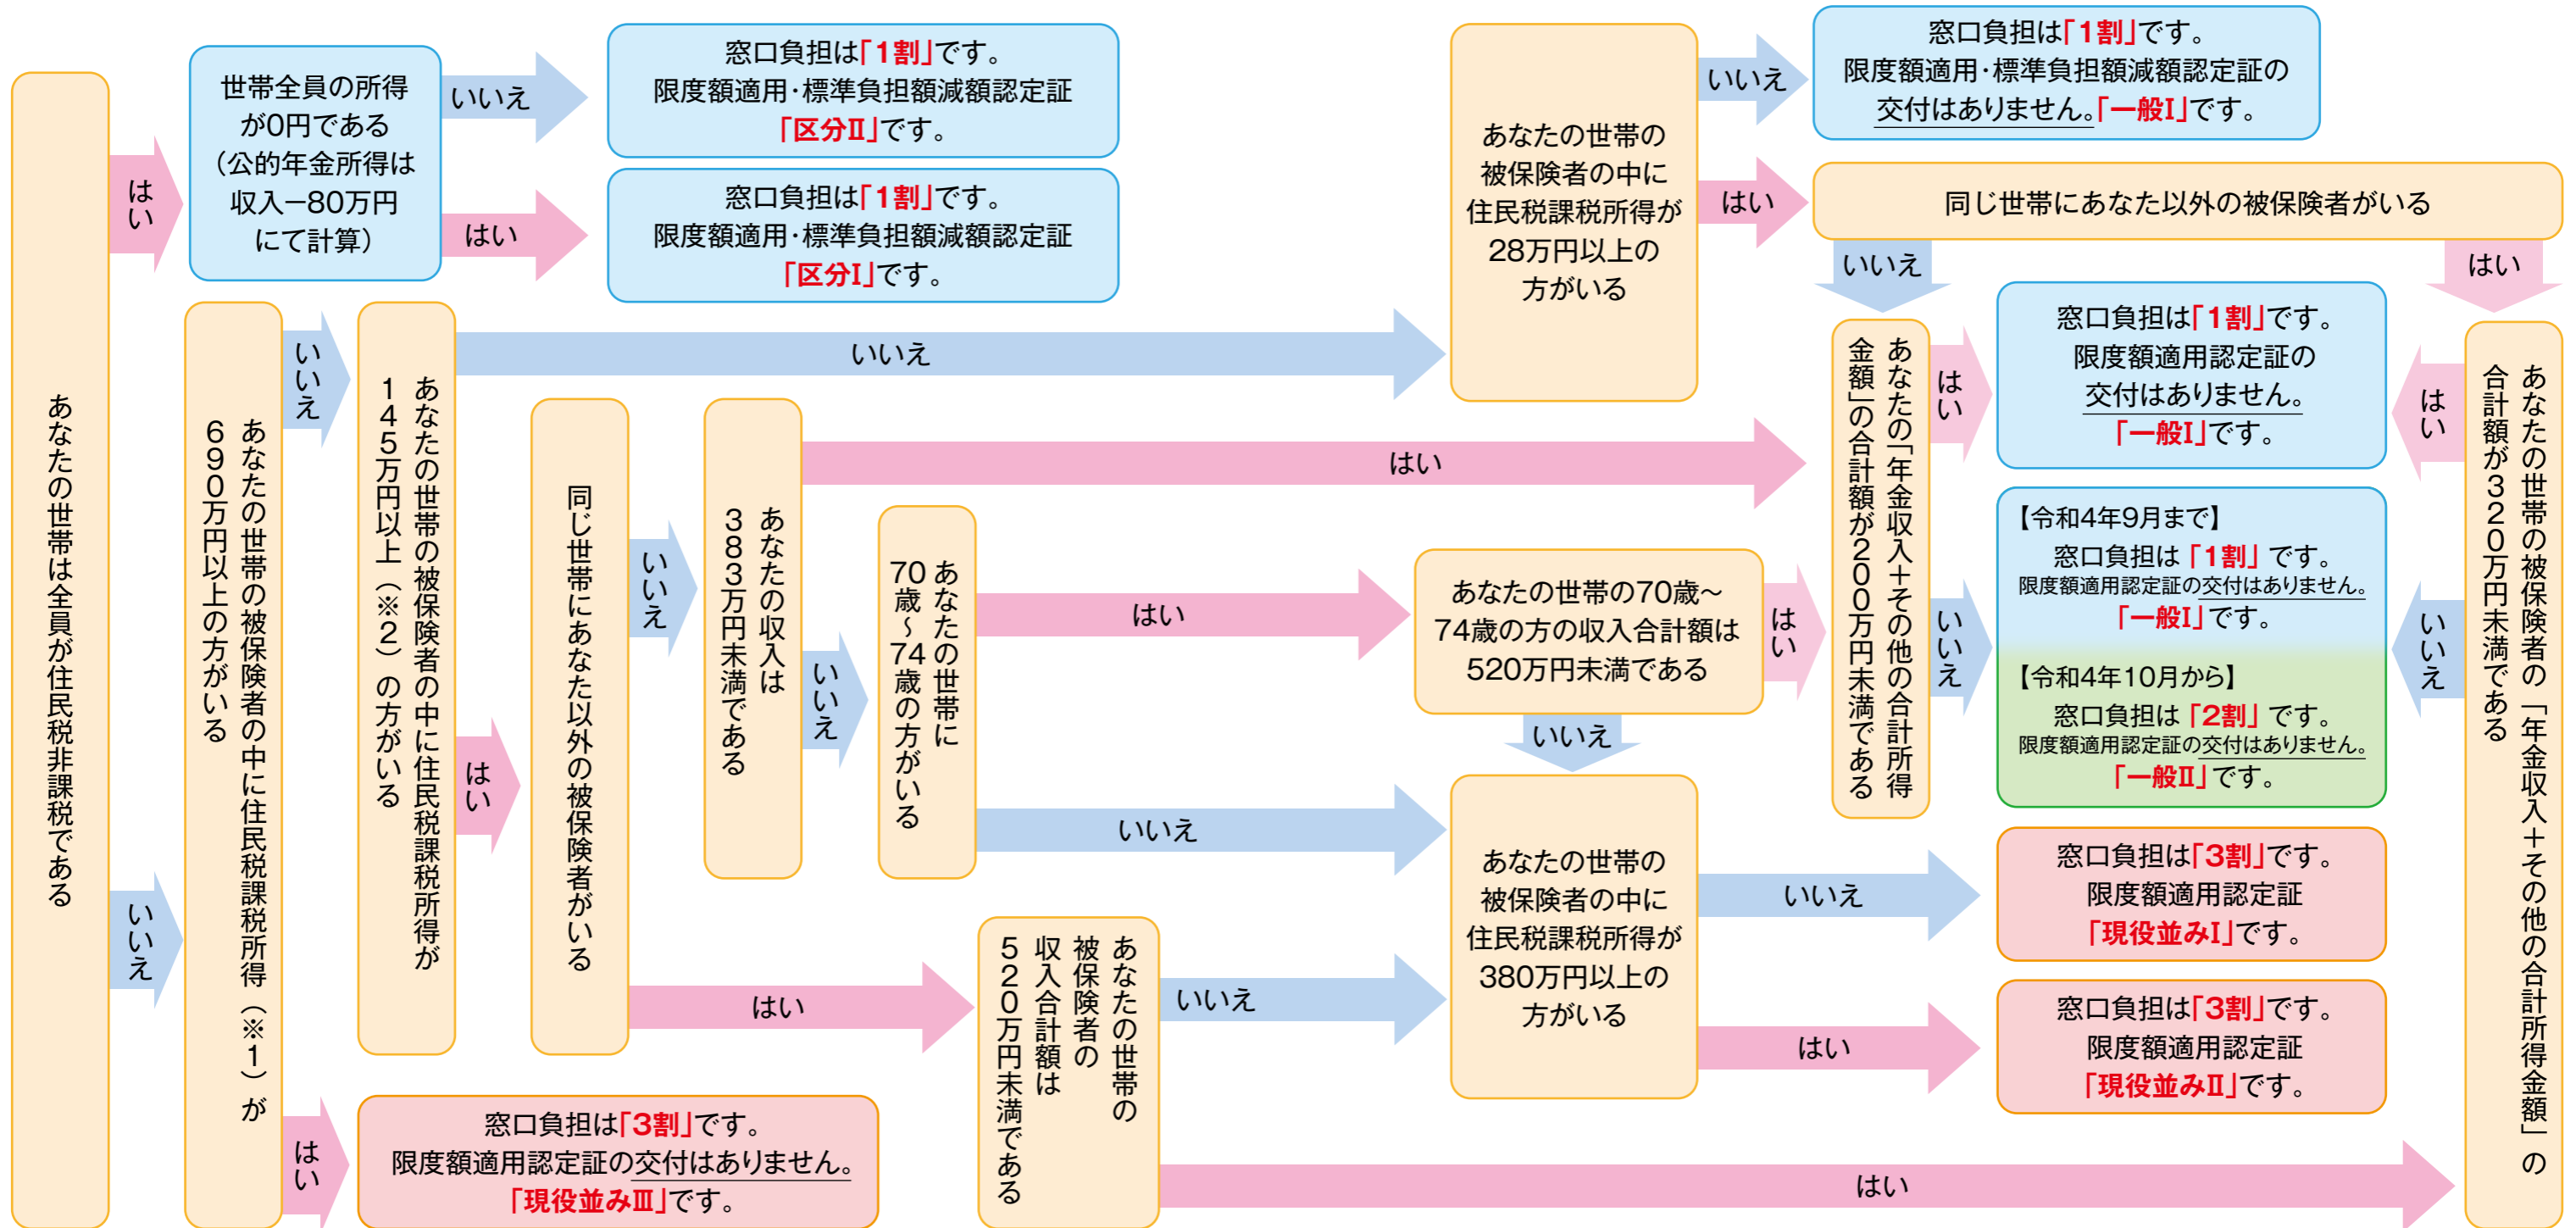 あなたの世帯は全員が住民税非課税である
はい
いいえ
世帯全員の所得
が0円である
（公的年金所得は
収入ー80万円
にて計算）
いいえ
はい
窓口負担は「1割」です。
限度額適用・標準負担額減額認定証
「区分Ⅱ」です。
窓口負担は「1割」です。
限度額適用・標準負担額減額認定証
「区分Ⅰ」です。
あなたの世帯の被保険者の中に住民税課税所得（※1）が
690万円以上の方がいる
いいえ
はい
窓口負担は「3割」です。
限度額適用認定証の交付はありません。
「現役並みⅢ」です。
あなたの世帯の被保険者の中に住民税課税所得が
145万円以上（※2）の方がいる
いいえ
はい
同じ世帯にあなた以外の被保険者がいる
いいえ
はい
あなたの収入は
383万円未満である
はい
いいえ
あなたの世帯に
70歳〜74歳の方がいる
はい
いいえ
あなたの世帯の
被保険者の
収入合計額は
520万円未満である
いいえ
はい
あなたの世帯の
被保険者の中に
住民税課税所得が
28万円以上の
方がいる
いいえ
はい
窓口負担は「1割」です。
限度額適用・標準負担額減額認定証の
交付はありません。「一般Ⅰ」です。
同じ世帯にあなた以外の被保険者がいる
いいえ
はい
あなたの世帯の70歳〜
74歳の方の収入合計額は
520万円未満である
はい
いいえ
あなたの世帯の
被保険者の中に
住民税課税所得が
380万円以上の
方がいる
いいえ
はい
あなたの「年金収入＋その他の合計所得
金額」の合計額が200万円未満である
はい
いいえ
窓口負担は「1割」です。
限度額適用認定証の
交付はありません。
「一般Ⅰ」です。
【令和4年9月まで】
窓口負担は「1割」です。
限度額適用認定証の交付はありません。
「一般Ⅰ」です。
【令和4年10月から】
窓口負担は「2割」です。
限度額適用認定証の交付はありません。
「一般Ⅱ」です。
窓口負担は「3割」です。
限度額適用認定証
「現役並みⅠ」です。
窓口負担は「3割」です。
限度額適用認定証
「現役並みⅡ」です。
はい
いいえ
あなたの世帯の被保険者の「年金収入＋その他の合計所得金額」の
合計額が320万円未満である